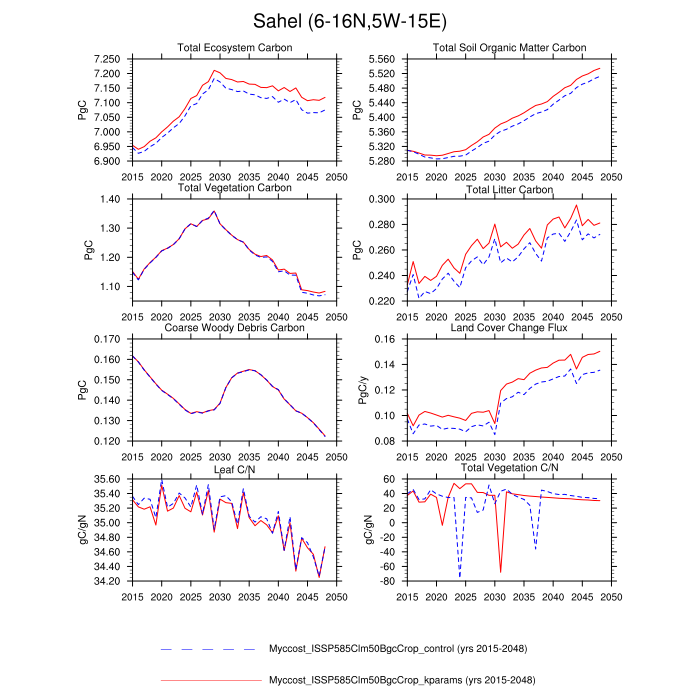 Sahel (6-16N,5W-15E)
Total Ecosystem Carbon
PgC
7.250
7.200
7.150
7.100
7.050
7.000
6.950
6.900
2015 2020 2025 2030 2035 2040 2045 2050
Total Soil Organic Matter Carbon
PgC
5.560
5.520
5.480
5.440
5.400
5.360
5.320
5.280
2015 2020 2025 2030 2035 2040 2045 2050
Total Vegetation Carbon
PgC
1.40
1.30
1.20
1.10
2015 2020 2025 2030 2035 2040 2045 2050
Total Litter Carbon
PgC
0.300
0.280
0.260
0.240
0.220
2015 2020 2025 2030 2035 2040 2045 2050
Coarse Woody Debris Carbon
PgC
0.170
0.160
0.150
0.140
0.130
0.120
2015 2020 2025 2030 2035 2040 2045 2050
Land Cover Change Flux
PgC/y
0.16
0.14
0.12
0.10
0.08
2015 2020 2025 2030 2035 2040 2045 2050
Leaf C/N
gC/gN
35.60
35.40
35.20
35.00
34.80
34.60
34.40
34.20
2015 2020 2025 2030 2035 2040 2045 2050
Total Vegetation C/N
gC/gN
60
40
20
0
-20
-40
-60
-80
2015 2020 2025 2030 2035 2040 2045 2050
Myccost_ISSP585Clm50BgcCrop_control (yrs 2015-2048)
Myccost_ISSP585Clm50BgcCrop_kparams (yrs 2015-2048)